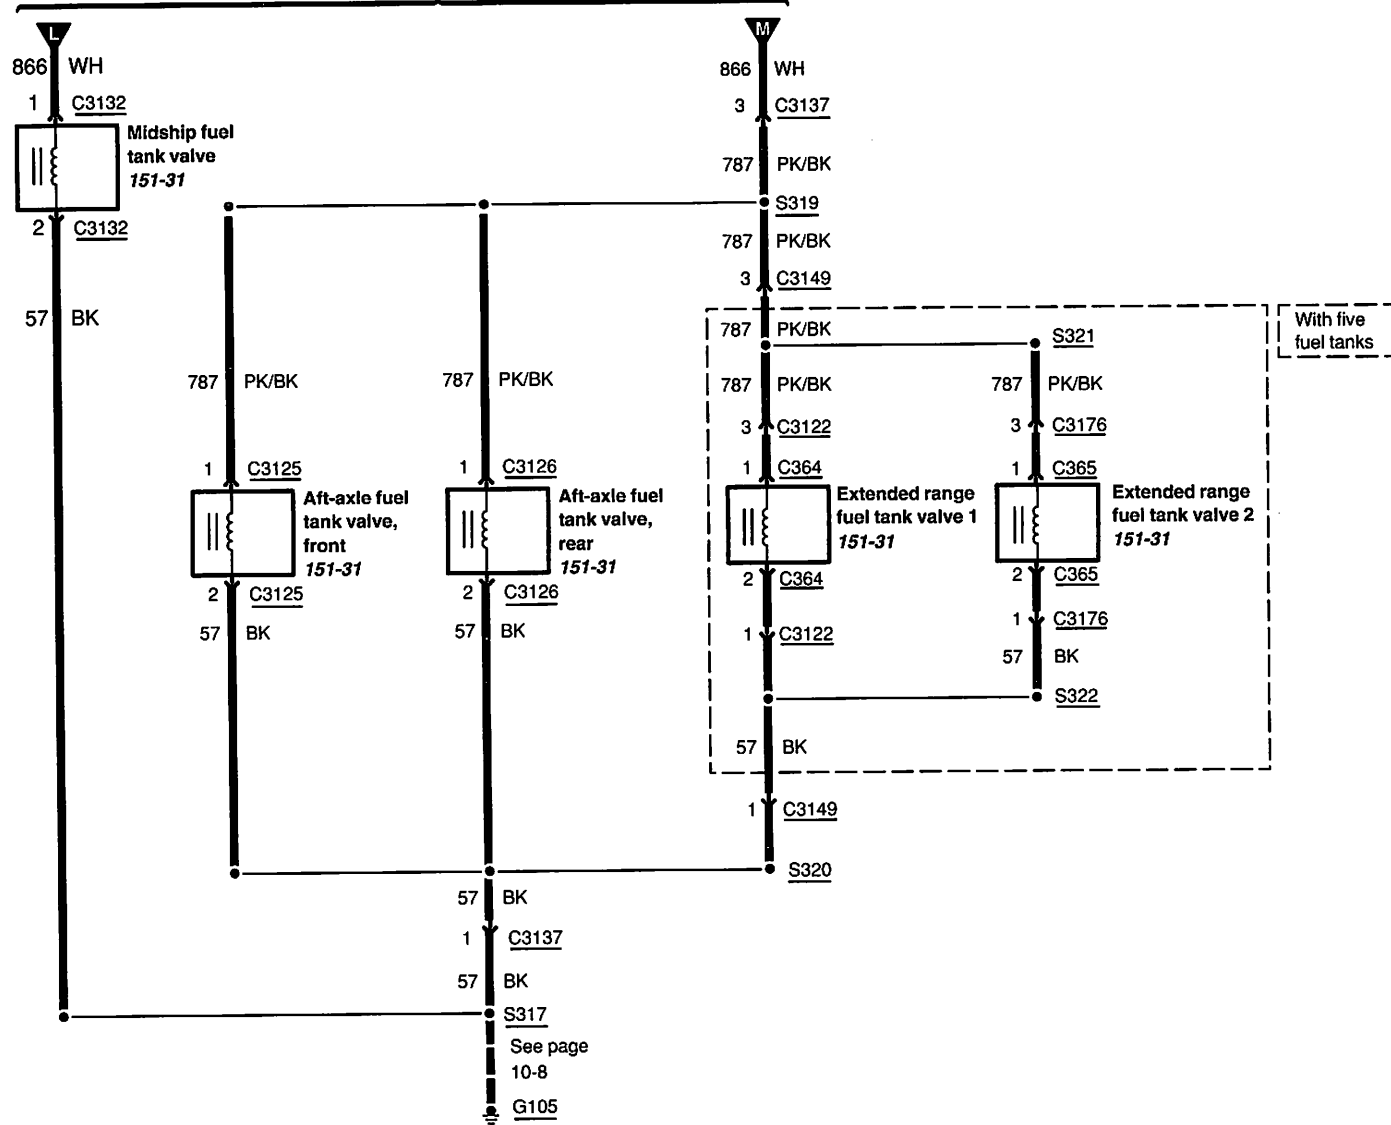 L
M
866 WH
866 WH
1 C3132
3 C3137
Midship fuel
tank valve
151-31
787 PK/BK
2 C3132
S319
787 PK/BK
3 C3149
57 BK
With five
fuel tanks
787 PK/BK
S321
787 PK/BK
787 PK/BK
787 PK/BK
787 PK/BK
3 C3122
3 C3176
1 C3125
1 C3126
1 C364
1 C365
Aft-axle fuel
tank valve,
front
151-31
Aft-axle fuel
tank valve,
rear
151-31
Extended range
fuel tank valve 1
151-31
Extended range
fuel tank valve 2
151-31
2 C3125
2 C3126
2 C364
2 C365
57 BK
57 BK
1 C3122
1 C3176
57 BK
S322
57 BK
1 C3149
S320
57 BK
1 C3137
57 BK
S317
See page
10-8
G105